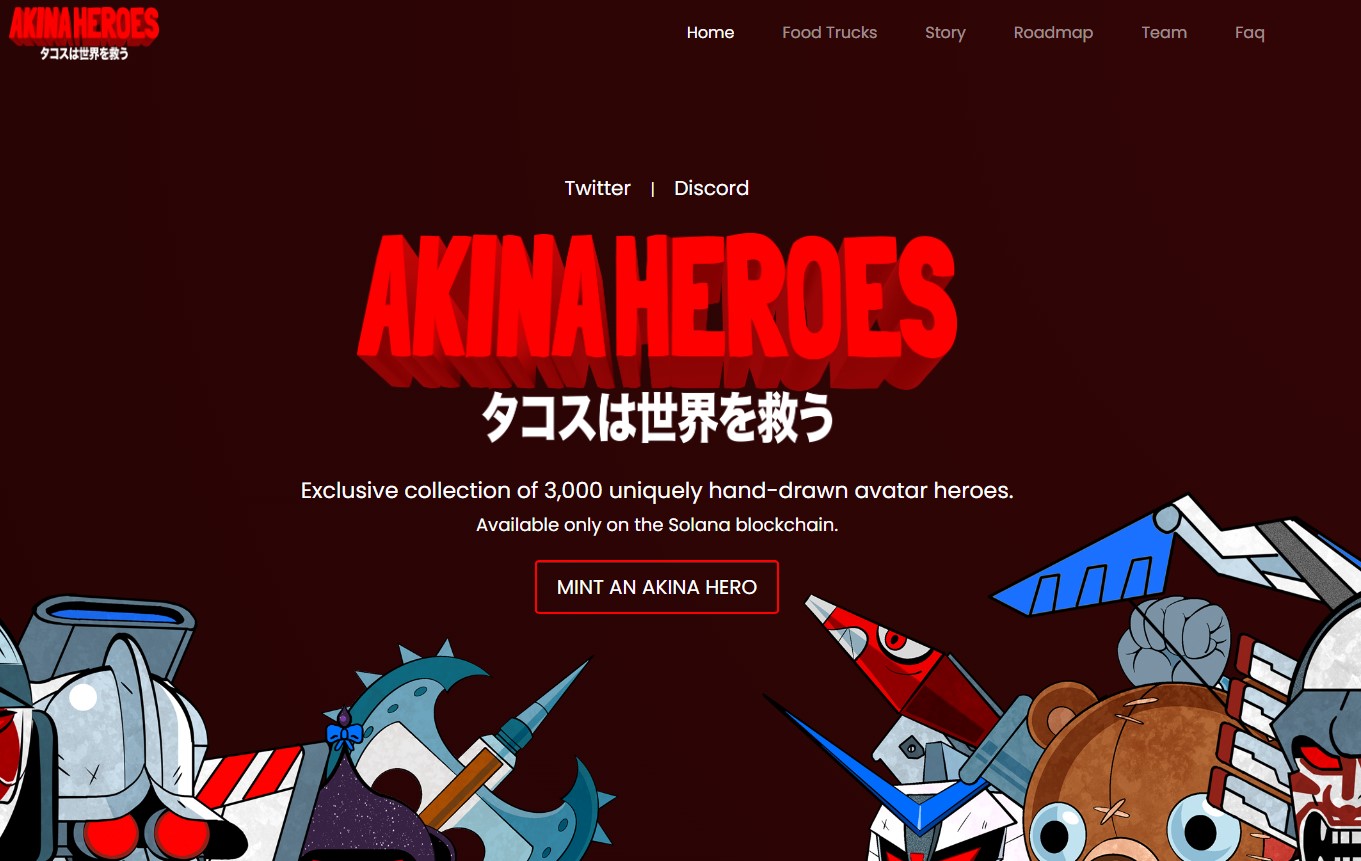 AKINA HEROES
タコスは世界を救う
Home Food Trucks Story Roadmap Team Faq
Twitter | Discord
AKINA HEROES
タコスは世界を救う
Exclusive collection of 3,000 uniquely hand-drawn avatar heroes.
Available only on the Solana blockchain.
MINT AN AKINA HERO